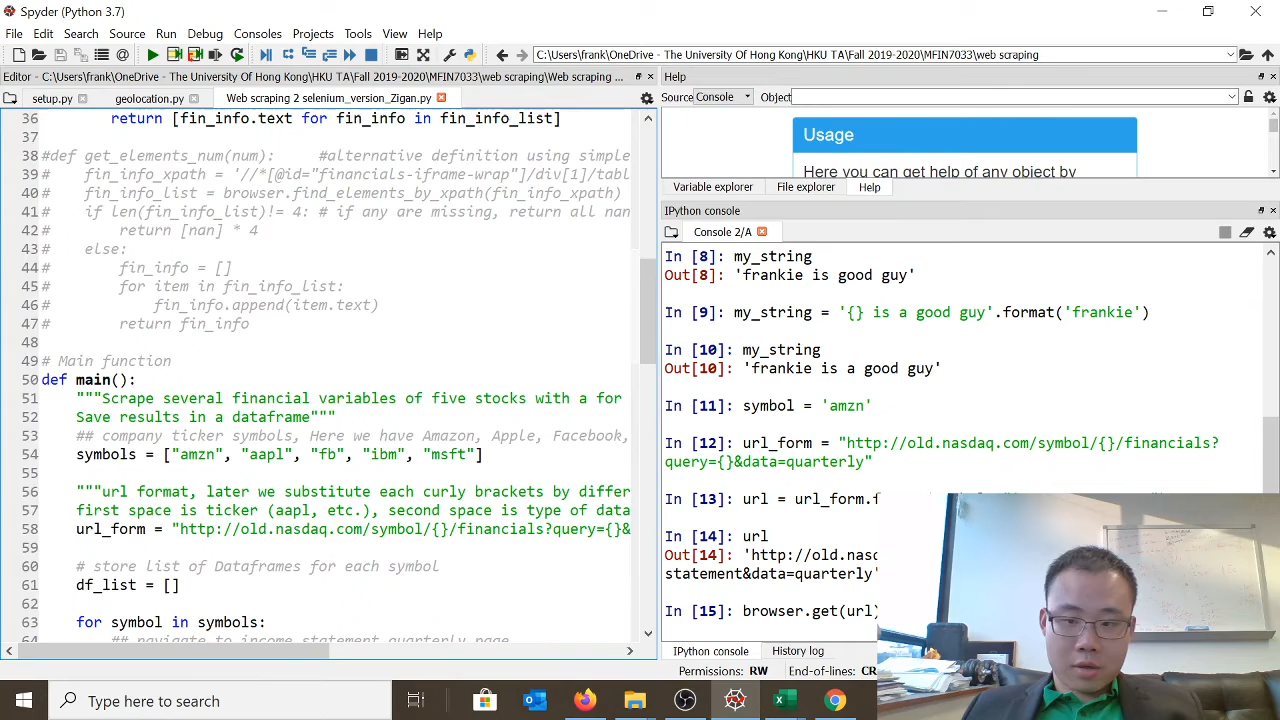 Spyder (Python 3.7)
File Edit Search Source Run Debug Consoles Projects Tools View Help
C:\Users\frank\OneDrive - The University Of Hong Kong\HKU TA\Fall 2019-2020\MFIN7033\web scraping
Editor - C:\Users\frank\OneDrive - The University Of Hong Kong\HKU TA\Fall 2019-2020\MFIN7033\web scraping\Web scraping ...
setup.py geolocation.py Web scraping 2 selenium_version_Zigan.py
36 return [fin_info.text for fin_info in fin_info_list]
37
38 #def get_elements_num(num): #alternative definition using simple
39 # fin_info_xpath = '//*[@id="financials-iframe-wrap"]/div[1]/tabl
40 # fin_info_list = browser.find_elements_by_xpath(fin_info_xpath)
41 # if len(fin_info_list)!= 4: # if any are missing, return all nan
42 # return [nan] * 4
43 # else:
44 # fin_info = []
45 # for item in fin_info_list:
46 # fin_info.append(item.text)
47 # return fin_info
48
49 # Main function
50 def main():
51 """Scrape several financial variables of five stocks with a for
52 Save results in a dataframe"""
53 ## company ticker symbols, Here we have Amazon, Apple, Facebook,
54 symbols = ["amzn", "aapl", "fb", "ibm", "msft"]
55
56 """url format, later we substitute each curly brackets by differ
57 first space is ticker (aapl, etc.), second space is type of data
58 url_form = "http://old.nasdaq.com/symbol/{}/financials?query={}&
59
60 # store list of Dataframes for each symbol
61 df_list = []
62
63 for symbol in symbols:
64 ## navigate to income statement quarterly page
Help
Source Console Object
Usage
Here you can get help of any object by
Variable explorer File explorer Help
IPython console
Console 2/A
In [8]: my_string
Out[8]: 'frankie is good guy'
In [9]: my_string = '{} is a good guy'.format('frankie')
In [10]: my_string
Out[10]: 'frankie is a good guy'
In [11]: symbol = 'amzn'
In [12]: url_form = "http://old.nasdaq.com/symbol/{}/financials?
query={}&data=quarterly"
In [13]: url = url_form.f
In [14]: url
Out[14]: 'http://old.nasd
statement&data=quarterly'
In [15]: browser.get(url)
IPython console History log
Permissions: RW End-of-lines: CR
Type here to search